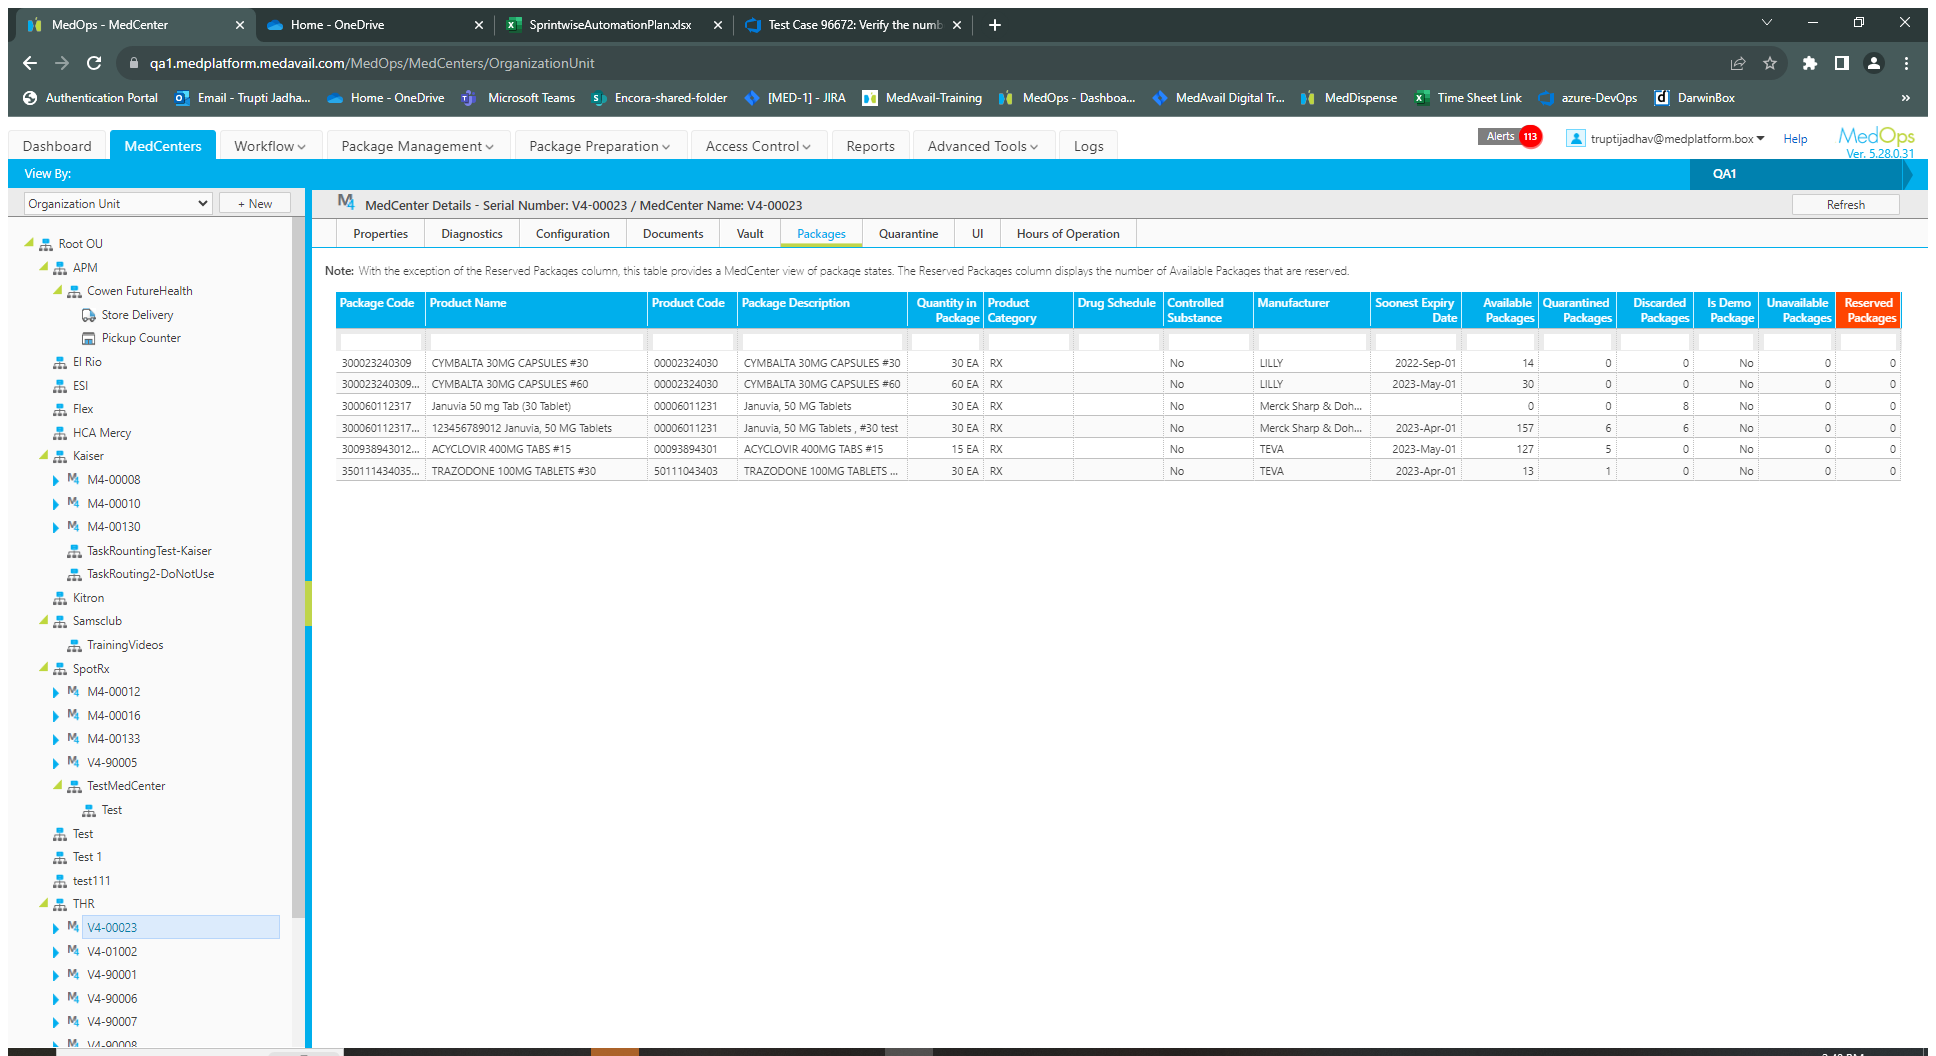 MedOps - MedCenter
Home - OneDrive
SprintwiseAutomationPlan.xlsx
Test Case 96672: Verify the numb
qa1.medplatform.medavail.com/MedOps/MedCenters/OrganizationUnit
Authentication Portal
Email - Trupti Jadha...
Home - OneDrive
Microsoft Teams
Encora-shared-folder
[MED-1] - JIRA
MedAvail-Training
MedOps - Dashboa...
MedAvail Digital Tr...
MedDispense
Time Sheet Link
azure-DevOps
DarwinBox
»
Dashboard
MedCenters
Workflow
Package Management
Package Preparation
Access Control
Reports
Advanced Tools
Logs
Alerts 113
truptijadhav@medplatform.box
Help
MedOps
Ver. 5.28.0.31
View By:
QA1
Organization Unit
+ New
M4 MedCenter Details - Serial Number: V4-00023 / MedCenter Name: V4-00023
Refresh
Properties
Diagnostics
Configuration
Documents
Vault
Packages
Quarantine
UI
Hours of Operation
Root OU
APM
Cowen FutureHealth
Store Delivery
Pickup Counter
El Rio
ESI
Flex
HCA Mercy
Kaiser
M4 M4-00008
M4 M4-00010
M4 M4-00130
TaskRountingTest-Kaiser
TaskRouting2-DoNotUse
Kitron
Samsclub
TrainingVideos
SpotRx
M4 M4-00012
M4 M4-00016
M4 M4-00133
M4 V4-90005
TestMedCenter
Test
Test
Test 1
test111
THR
M4 V4-00023
M4 V4-01002
M4 V4-90001
M4 V4-90006
M4 V4-90007
M4 V4-90008
Note: With the exception of the Reserved Packages column, this table provides a MedCenter view of package states. The Reserved Packages column displays the number of Available Packages that are reserved.
Package Code Product Name Product Code Package Description Quantity in Package Product Category Drug Schedule Controlled Substance Manufacturer Soonest Expiry Date Available Packages Quarantined Packages Discarded Packages Is Demo Package Unavailable Packages Reserved Packages
300023240309 CYMBALTA 30MG CAPSULES #30 00002324030 CYMBALTA 30MG CAPSULES #30 30 EA RX No LILLY 2022-Sep-01 14 0 0 No 0 0
300023240309... CYMBALTA 30MG CAPSULES #60 00002324030 CYMBALTA 30MG CAPSULES #60 60 EA RX No LILLY 2023-May-01 30 0 0 No 0 0
300060112317 Januvia 50 mg Tab (30 Tablet) 00006011231 Januvia, 50 MG Tablets 30 EA RX No Merck Sharp & Doh... 0 0 8 No 0 0
300060112317... 123456789012 Januvia, 50 MG Tablets 00006011231 Januvia, 50 MG Tablets , #30 test 30 EA RX No Merck Sharp & Doh... 2023-Apr-01 157 6 6 No 0 0
300938943012... ACYCLOVIR 400MG TABS #15 00093894301 ACYCLOVIR 400MG TABS #15 15 EA RX No TEVA 2023-May-01 127 5 0 No 0 0
350111434035... TRAZODONE 100MG TABLETS #30 50111043403 TRAZODONE 100MG TABLETS ... 30 EA RX No TEVA 2023-Apr-01 13 1 0 No 0 0